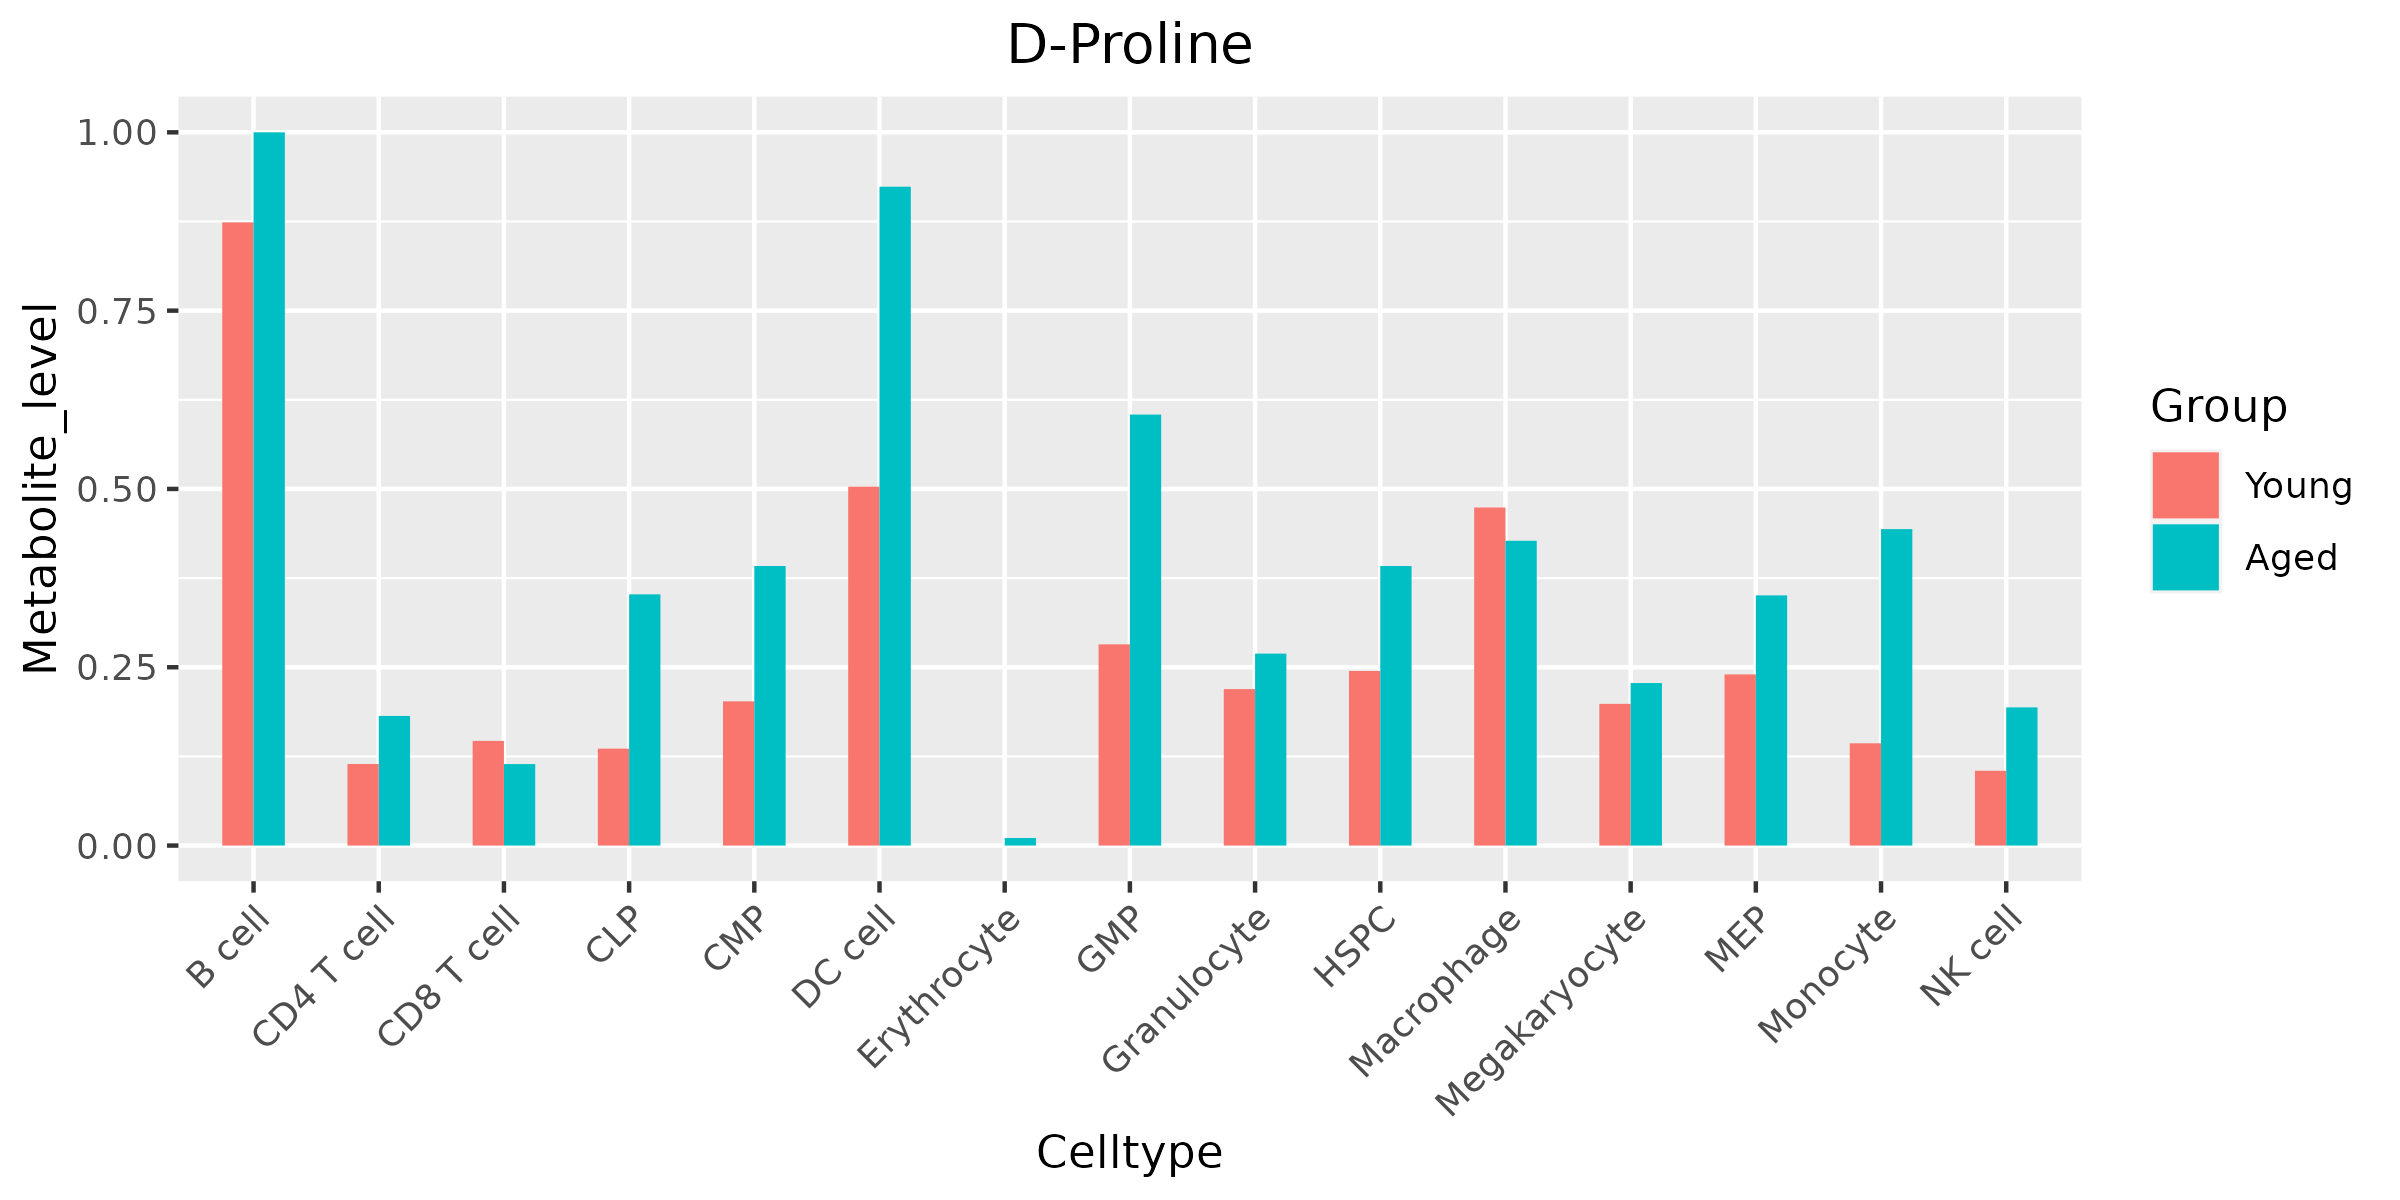 D-Proline
Metabolite_level
1.00
0.75
0.50
0.25
0.00
B cell
CD4 T cell
CD8 T cell
CLP
CMP
DC cell
Erythrocyte
GMP
Granulocyte
HSPC
Macrophage
Megakaryocyte
MEP
Monocyte
NK cell
Celltype
Group
Young
Aged